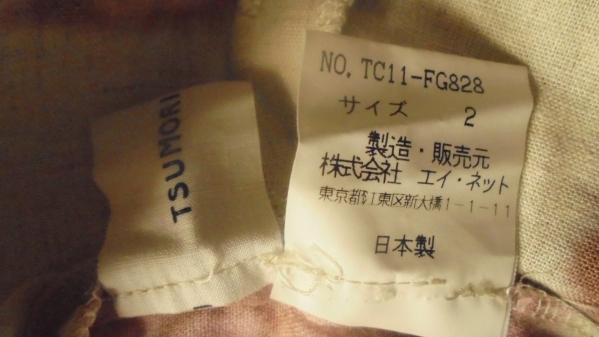 TSUMORI
NO. TC11-FG828
サイズ 2
製造・販売元
株式会社 エイ・ネット
東京都江東区新大橋1-1-11
日本製